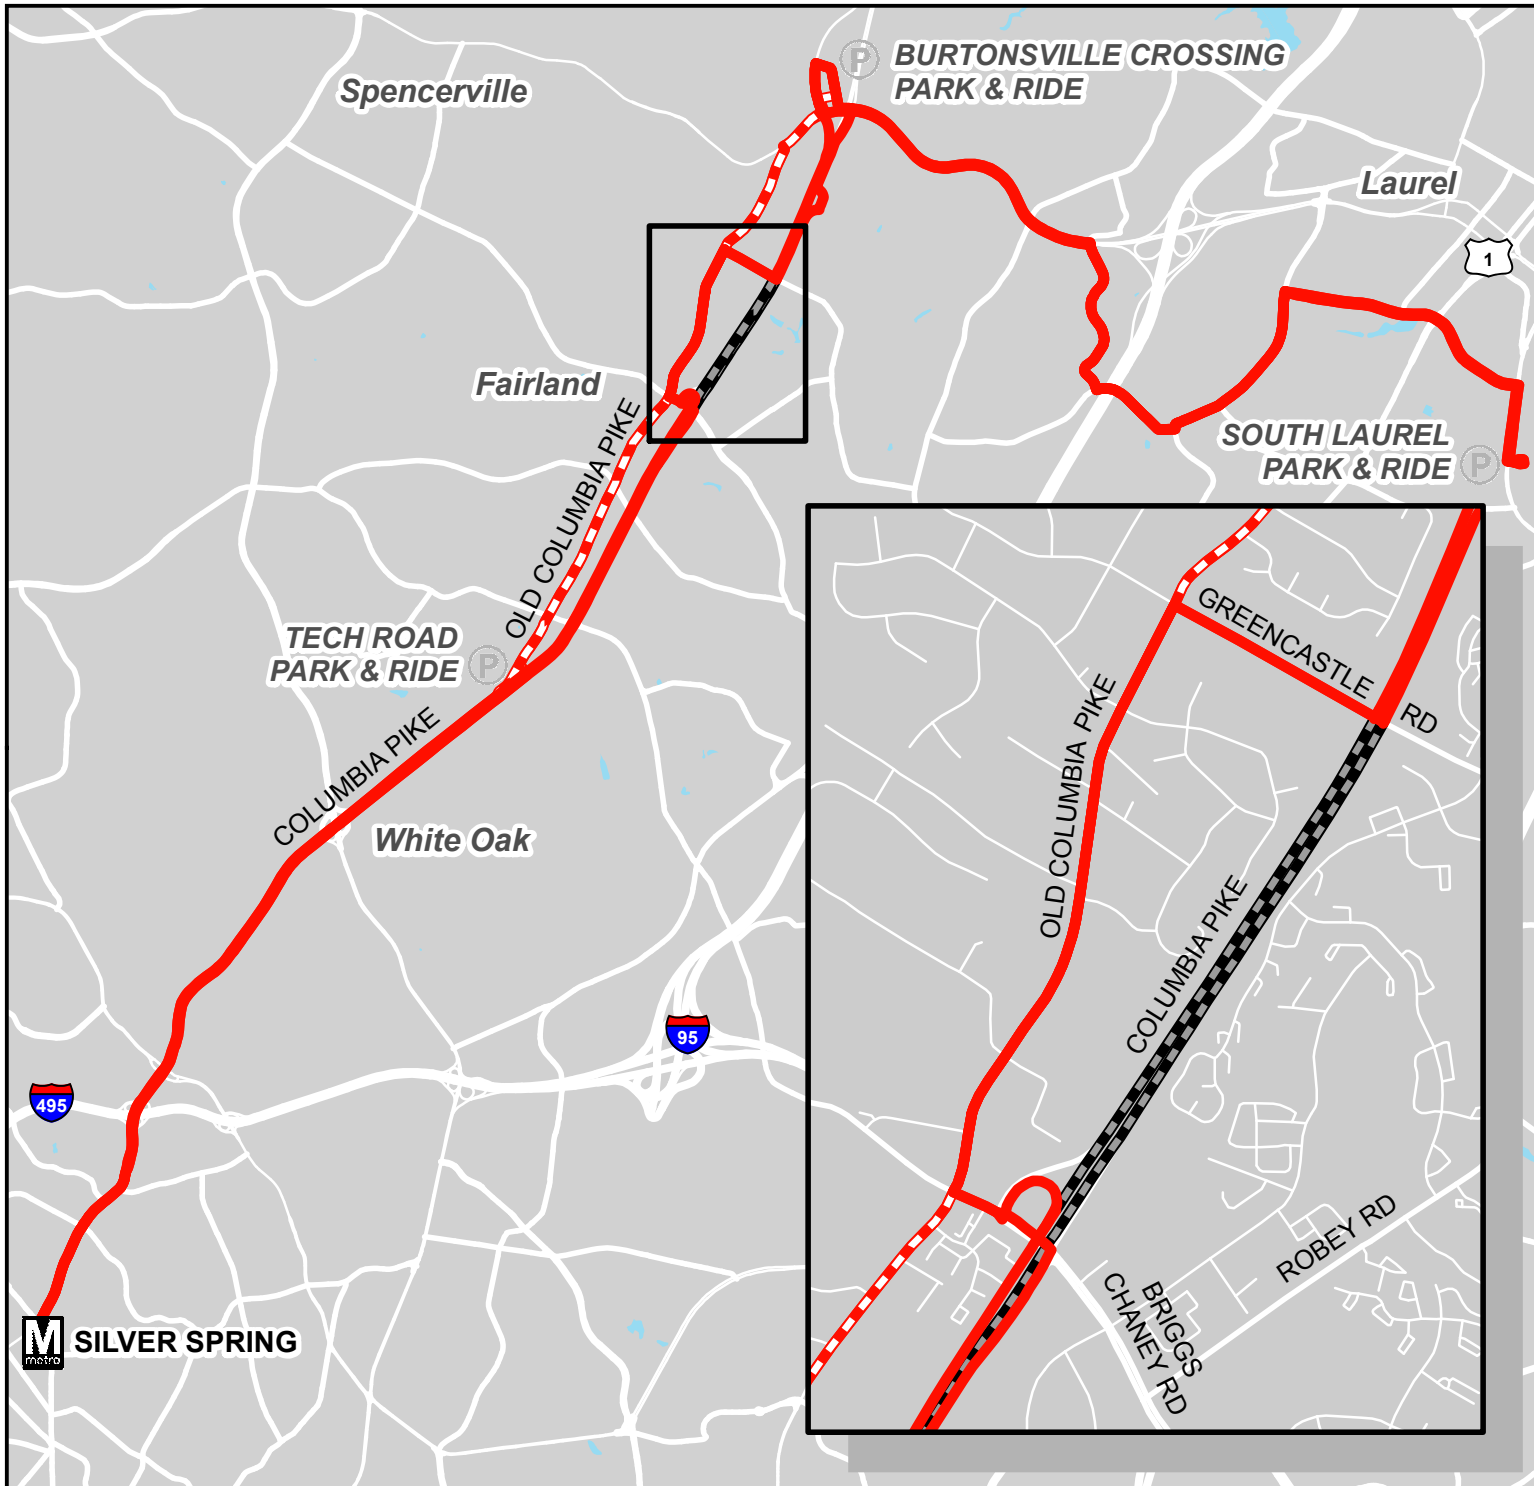 P
BURTONSVILLE CROSSING
PARK & RIDE
Spencerville
Laurel
1
Fairland
OLD COLUMBIA PIKE
SOUTH LAUREL
PARK & RIDE
P
TECH ROAD
PARK & RIDE
P
COLUMBIA PIKE
White Oak
95
495
M
metro
SILVER SPRING
GREENCASTLE
RD
OLD COLUMBIA PIKE
COLUMBIA PIKE
ROBEY RD
BRIGGS
CHANEY RD